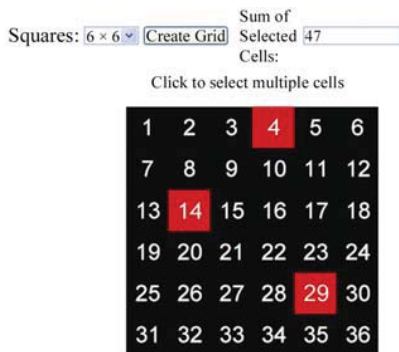 Squares: 6 × 6 Create Grid Sum of Selected Cells: 47
Click to select multiple cells
1 2 3 4 5 6
7 8 9 10 11 12
13 14 15 16 17 18
19 20 21 22 23 24
25 26 27 28 29 30
31 32 33 34 35 36